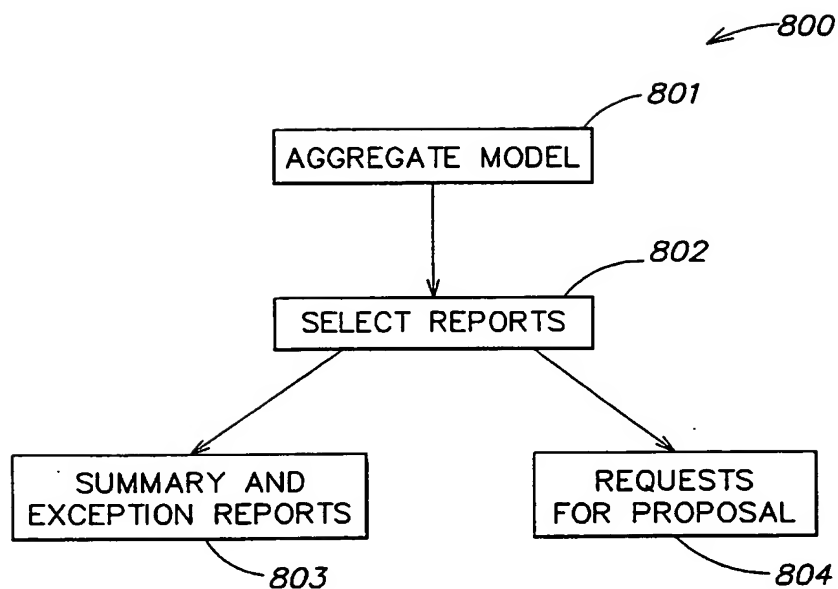 800
801
AGGREGATE MODEL
802
SELECT REPORTS
SUMMARY AND
EXCEPTION REPORTS
REQUESTS
FOR PROPOSAL
803
804